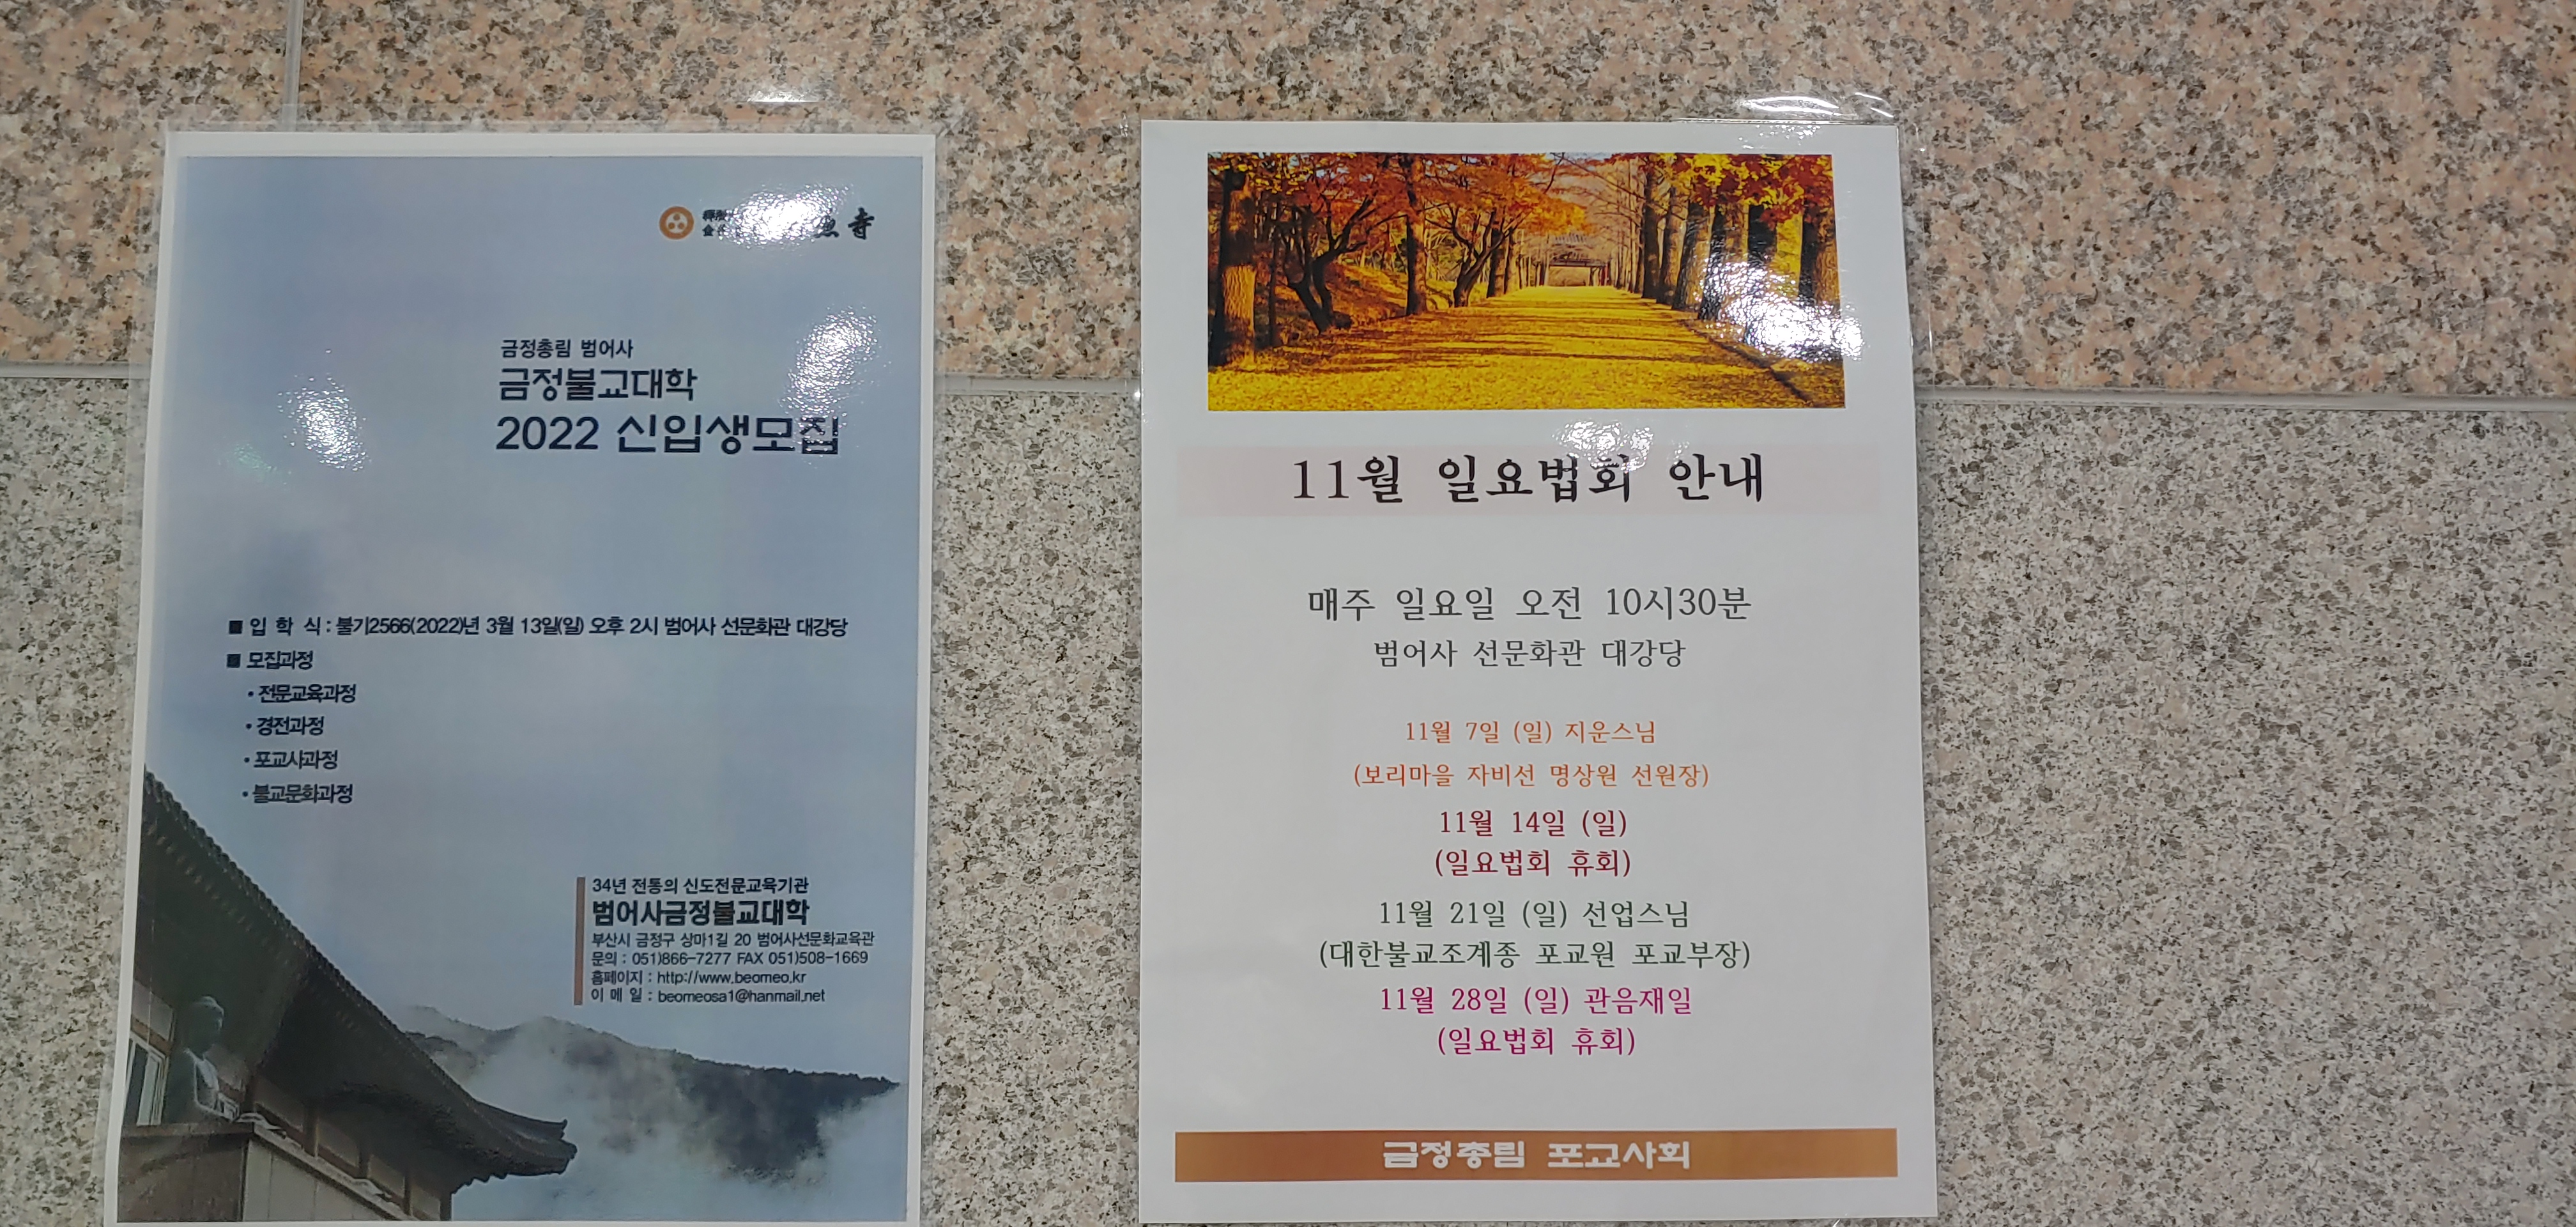 寺
금정총림 범어사
금정불교대학
2022 신입생모집
■ 입 학 식 : 불기2566(2022)년 3월 13일(일) 오후 2시 범어사 선문화관 대강당
■ 모집과정
• 전문교육과정
• 경전과정
• 포교사과정
• 불교문화과정
34년 전통의 신도전문교육기관
범어사금정불교대학
부산시 금정구 상마1길 20 범어사선문화교육관
문의 : 051)866-7277 FAX 051)508-1669
홈페이지 : http://www.beomeo.kr
이 메 일 : beomeosa1@hanmail.net
11월 일요법회 안내
매주 일요일 오전 10시30분
범어사 선문화관 대강당
11월 7일 (일) 지운스님
(보리마을 자비선 명상원 선원장)
11월 14일 (일)
(일요법회 휴회)
11월 21일 (일) 선업스님
(대한불교조계종 포교원 포교부장)
11월 28일 (일) 관음재일
(일요법회 휴회)
금정총림 포교사회